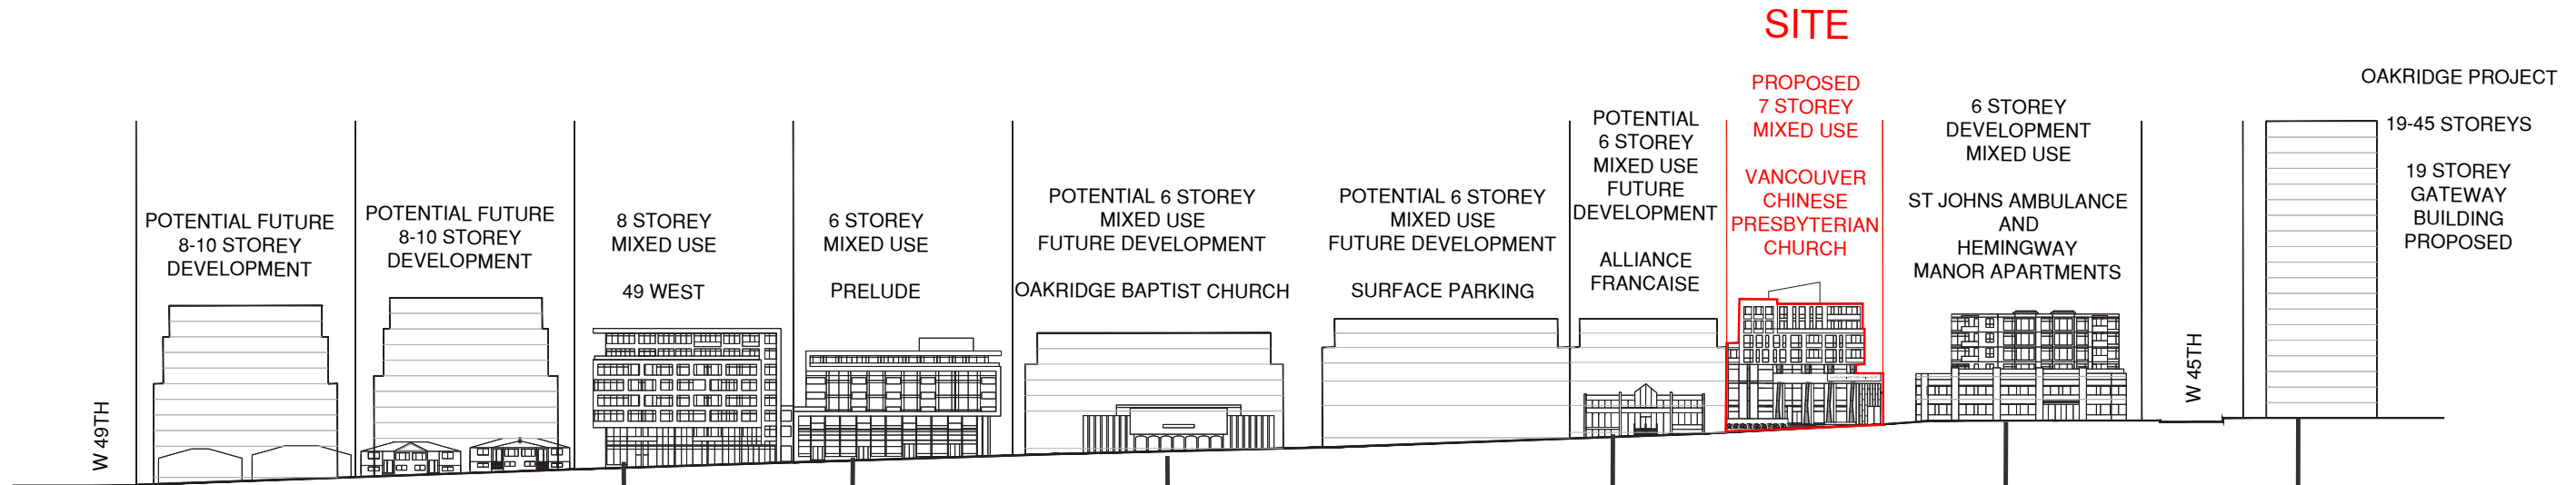 SITE
W 49TH
POTENTIAL FUTURE
8-10 STOREY
DEVELOPMENT
POTENTIAL FUTURE
8-10 STOREY
DEVELOPMENT
8 STOREY
MIXED USE
49 WEST
6 STOREY
MIXED USE
PRELUDE
POTENTIAL 6 STOREY
MIXED USE
FUTURE DEVELOPMENT
OAKRIDGE BAPTIST CHURCH
POTENTIAL 6 STOREY
MIXED USE
FUTURE DEVELOPMENT
SURFACE PARKING
POTENTIAL
6 STOREY
MIXED USE
FUTURE
DEVELOPMENT
ALLIANCE
FRANCAISE
PROPOSED
7 STOREY
MIXED USE
VANCOUVER
CHINESE
PRESBYTERIAN
CHURCH
6 STOREY
DEVELOPMENT
MIXED USE
ST JOHNS AMBULANCE
AND
HEMINGWAY
MANOR APARTMENTS
W 45TH
OAKRIDGE PROJECT
19-45 STOREYS
19 STOREY
GATEWAY
BUILDING
PROPOSED